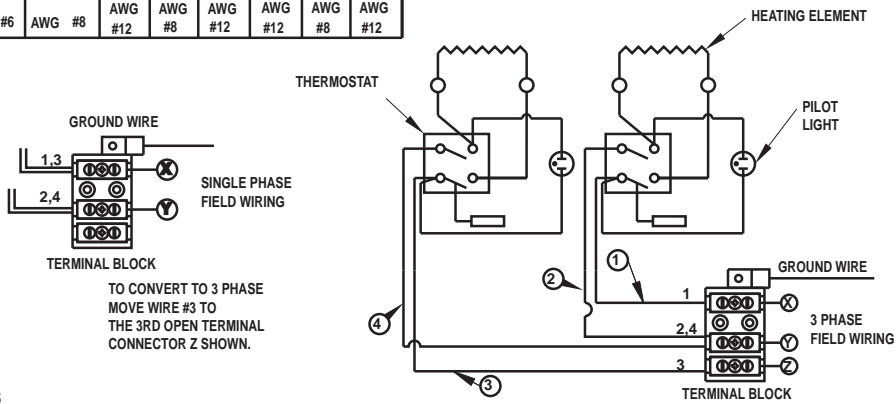 #6 AWG #8 AWG #12 AWG #8 AWG #12 AWG #12 AWG #8 AWG #12
HEATING ELEMENT
THERMOSTAT
PILOT
LIGHT
GROUND WIRE
1,3
X
2,4
Y
SINGLE PHASE
FIELD WIRING
TERMINAL BLOCK
TO CONVERT TO 3 PHASE
MOVE WIRE #3 TO
THE 3RD OPEN TERMINAL
CONNECTOR Z SHOWN.
1
2
4
3
GROUND WIRE
1
X
2,4
Y
3
Z
3 PHASE
FIELD WIRING
TERMINAL BLOCK